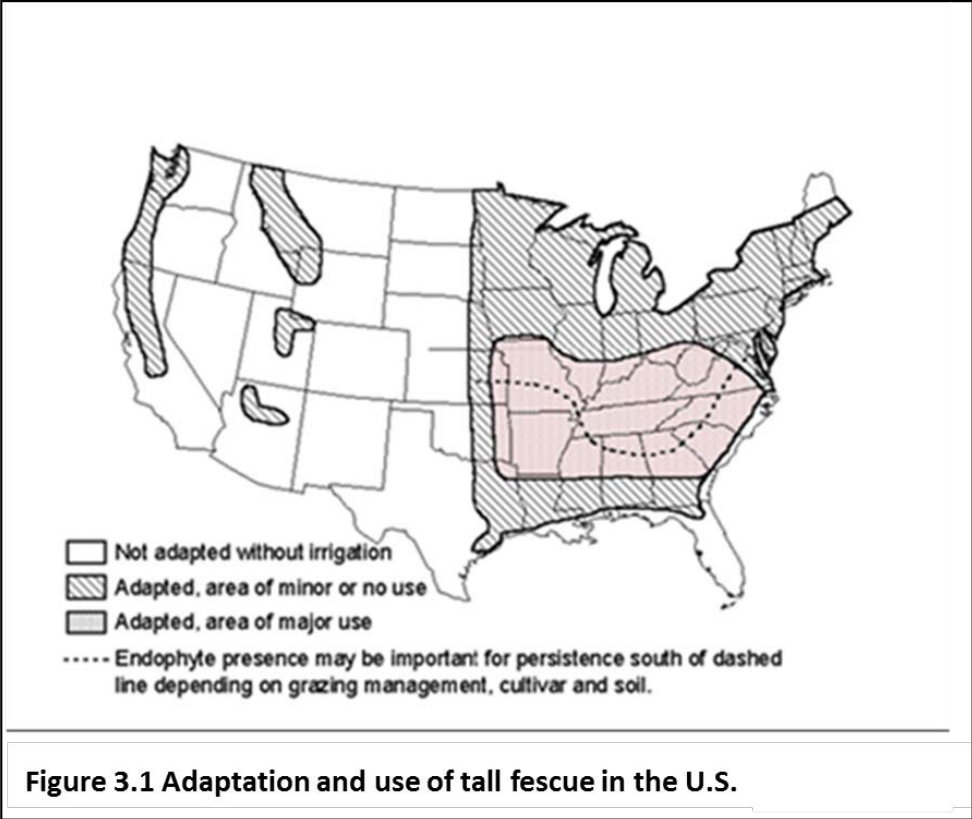 Not adapted without irrigation
Adapted, area of minor or no use
Adapted, area of major use
Endophyte presence may be important for persistence south of dashed
line depending on grazing management, cultivar and soil.
Figure 3.1 Adaptation and use of tall fescue in the U.S.